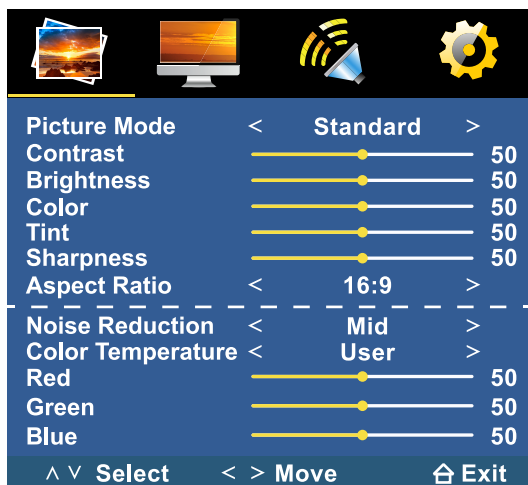 Picture Mode < Standard >
Contrast 50
Brightness 50
Color 50
Tint 50
Sharpness 50
Aspect Ratio < 16:9 >
Noise Reduction < Mid >
Color Temperature < User >
Red 50
Green 50
Blue 50
∧ ∨ Select < > Move Exit